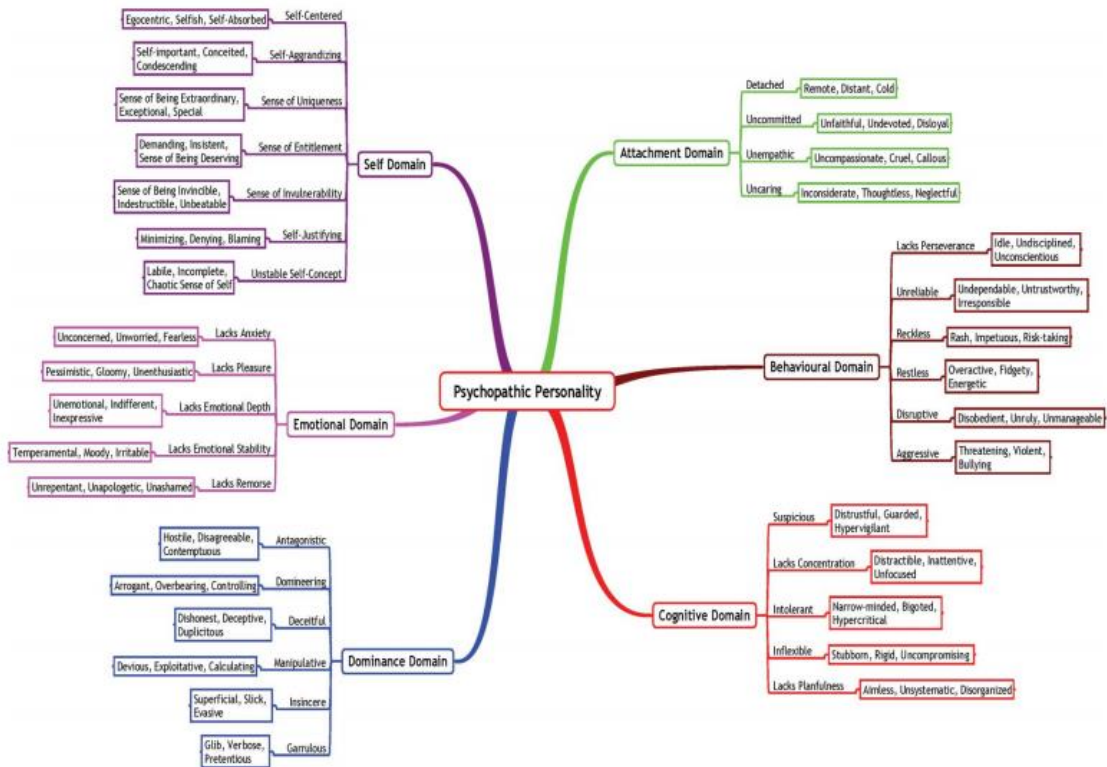 Psychopathic Personality
Self Domain
Self-Centered
Egocentric, Selfish, Self-Absorbed
Self-Aggrandizing
Self-important, Conceited,
Condescending
Sense of Uniqueness
Sense of Being Extraordinary,
Exceptional, Special
Sense of Entitlement
Demanding, Insistent,
Sense of Being Deserving
Sense of Invulnerability
Sense of Being Invincible,
Indestructible, Unbeatable
Self-Justifying
Minimizing, Denying, Blaming
Unstable Self-Concept
Labile, Incomplete,
Chaotic Sense of Self
Emotional Domain
Lacks Anxiety
Unconcerned, Unworried, Fearless
Lacks Pleasure
Pessimistic, Gloomy, Unenthusiastic
Lacks Emotional Depth
Unemotional, Indifferent,
Inexpressive
Lacks Emotional Stability
Temperamental, Moody, Irritable
Lacks Remorse
Unrepentant, Unapologetic, Unashamed
Dominance Domain
Antagonistic
Hostile, Disagreeable,
Contemptuous
Domineering
Arrogant, Overbearing, Controlling
Deceitful
Dishonest, Deceptive,
Duplicitous
Manipulative
Devious, Exploitative, Calculating
Insincere
Superficial, Slick,
Evasive
Garrulous
Glib, Verbose,
Pretentious
Attachment Domain
Detached
Remote, Distant, Cold
Uncommitted
Unfaithful, Undevoted, Disloyal
Unempathic
Uncompassionate, Cruel, Callous
Uncaring
Inconsiderate, Thoughtless, Neglectful
Behavioural Domain
Lacks Perseverance
Idle, Undisciplined,
Unconscientious
Unreliable
Undependable, Untrustworthy,
Irresponsible
Reckless
Rash, Impetuous, Risk-taking
Restless
Overactive, Fidgety,
Energetic
Disruptive
Disobedient, Unruly, Unmanageable
Aggressive
Threatening, Violent,
Bullying
Cognitive Domain
Suspicious
Distrustful, Guarded,
Hypervigilant
Lacks Concentration
Distractible, Inattentive,
Unfocused
Intolerant
Narrow-minded, Bigoted,
Hypercritical
Inflexible
Stubborn, Rigid, Uncompromising
Lacks Planfulness
Aimless, Unsystematic, Disorganized